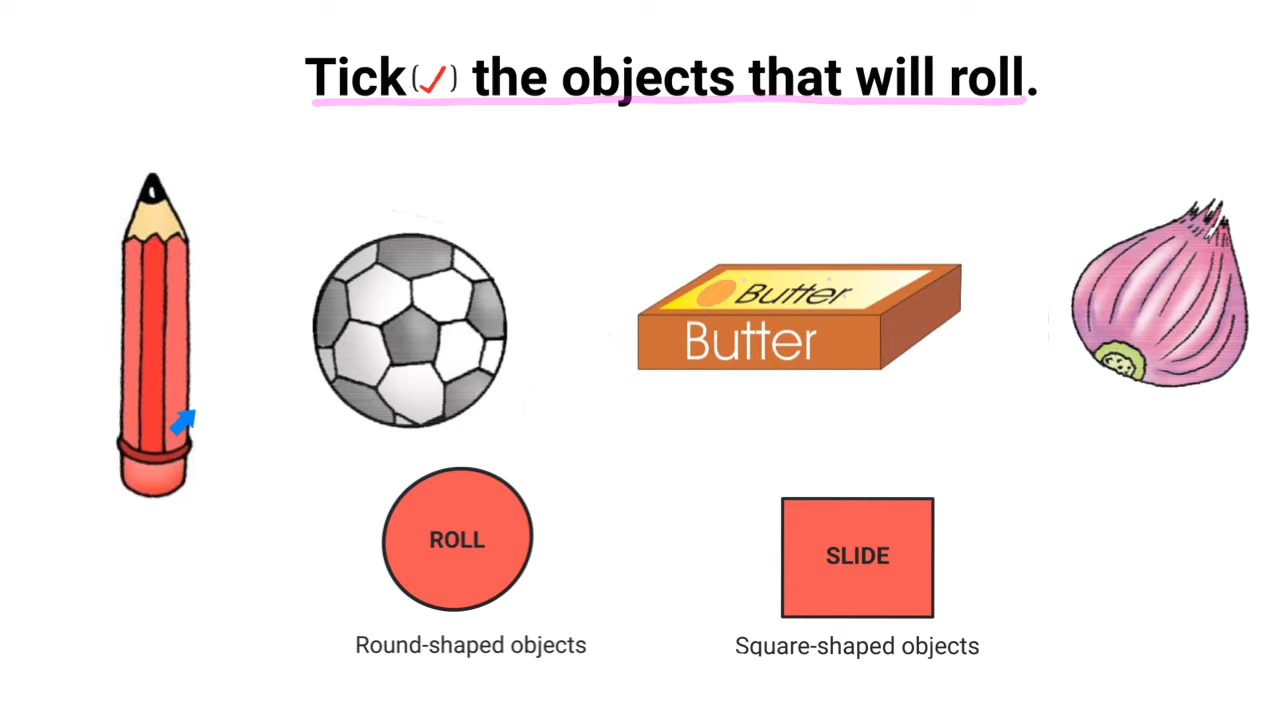 Tick(✓) the objects that will roll.
Butter
Butter
ROLL
SLIDE
Round-shaped objects
Square-shaped objects